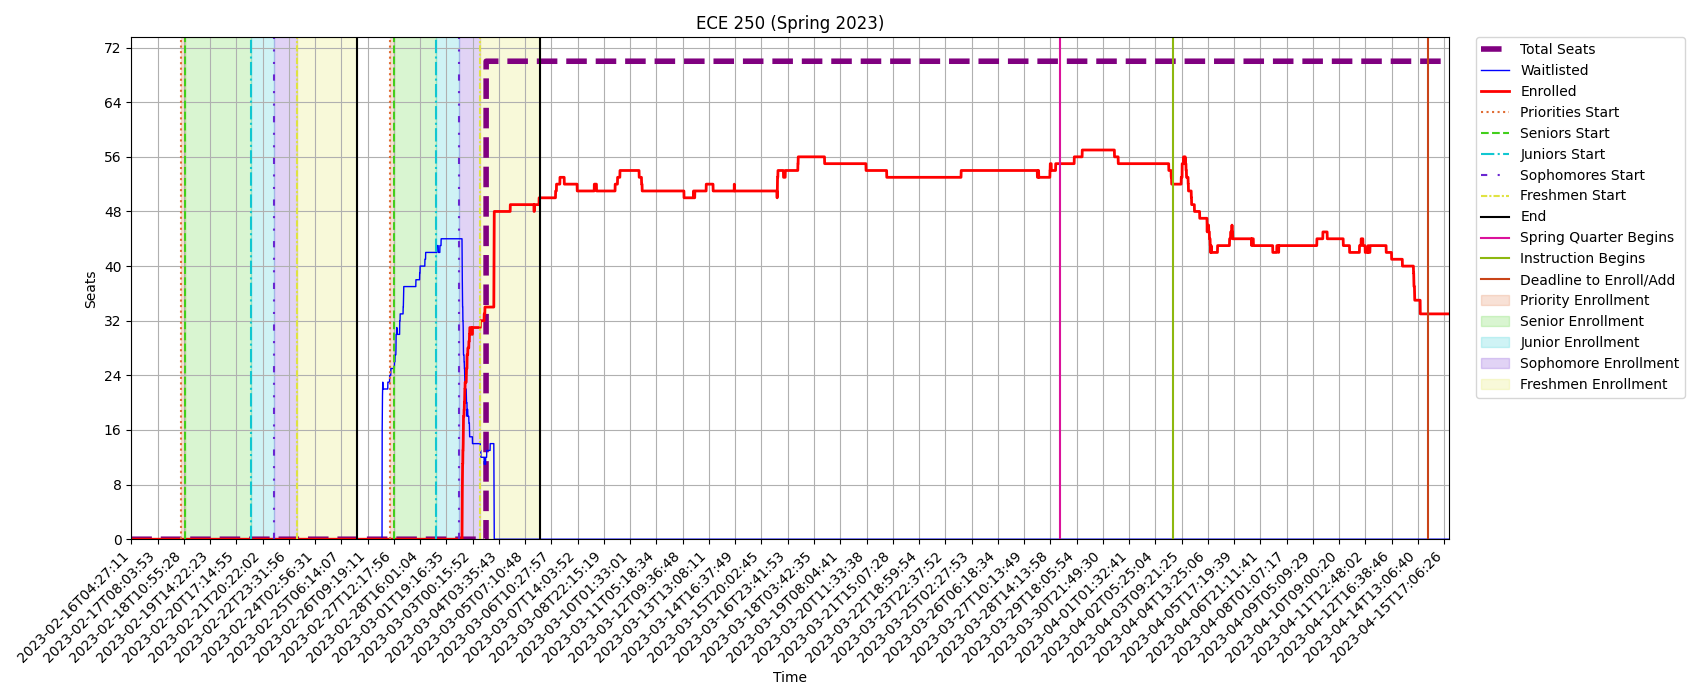 ECE 250 (Spring 2023)
Seats
72
64
56
48
40
32
24
16
8
0
2023-02-16T04:27:11
2023-02-17T08:03:53
2023-02-18T10:55:28
2023-02-19T14:22:23
2023-02-20T17:14:55
2023-02-21T20:22:02
2023-02-22T23:31:56
2023-02-24T02:56:31
2023-02-25T06:14:07
2023-02-26T09:19:11
2023-02-27T12:17:56
2023-02-28T16:01:04
2023-03-01T19:16:35
2023-03-03T00:15:52
2023-03-04T03:35:43
2023-03-05T07:10:48
2023-03-06T10:27:57
2023-03-07T14:03:52
2023-03-08T22:15:19
2023-03-10T01:33:01
2023-03-11T05:18:34
2023-03-12T09:36:48
2023-03-13T13:08:11
2023-03-14T16:37:49
2023-03-15T20:02:45
2023-03-16T23:41:53
2023-03-18T03:42:35
2023-03-19T08:04:41
2023-03-20T11:33:38
2023-03-21T15:07:28
2023-03-22T18:59:54
2023-03-23T22:37:52
2023-03-25T02:27:53
2023-03-26T06:18:34
2023-03-27T10:13:49
2023-03-28T14:13:58
2023-03-29T18:05:54
2023-03-30T21:49:30
2023-04-01T01:32:41
2023-04-02T05:25:04
2023-04-03T09:21:25
2023-04-04T13:25:06
2023-04-05T17:19:39
2023-04-06T21:11:41
2023-04-08T01:07:17
2023-04-09T05:09:29
2023-04-10T09:00:20
2023-04-11T12:48:02
2023-04-12T16:38:46
2023-04-14T13:06:40
2023-04-15T17:06:26
Time
Total Seats
Waitlisted
Enrolled
Priorities Start
Seniors Start
Juniors Start
Sophomores Start
Freshmen Start
End
Spring Quarter Begins
Instruction Begins
Deadline to Enroll/Add
Priority Enrollment
Senior Enrollment
Junior Enrollment
Sophomore Enrollment
Freshmen Enrollment